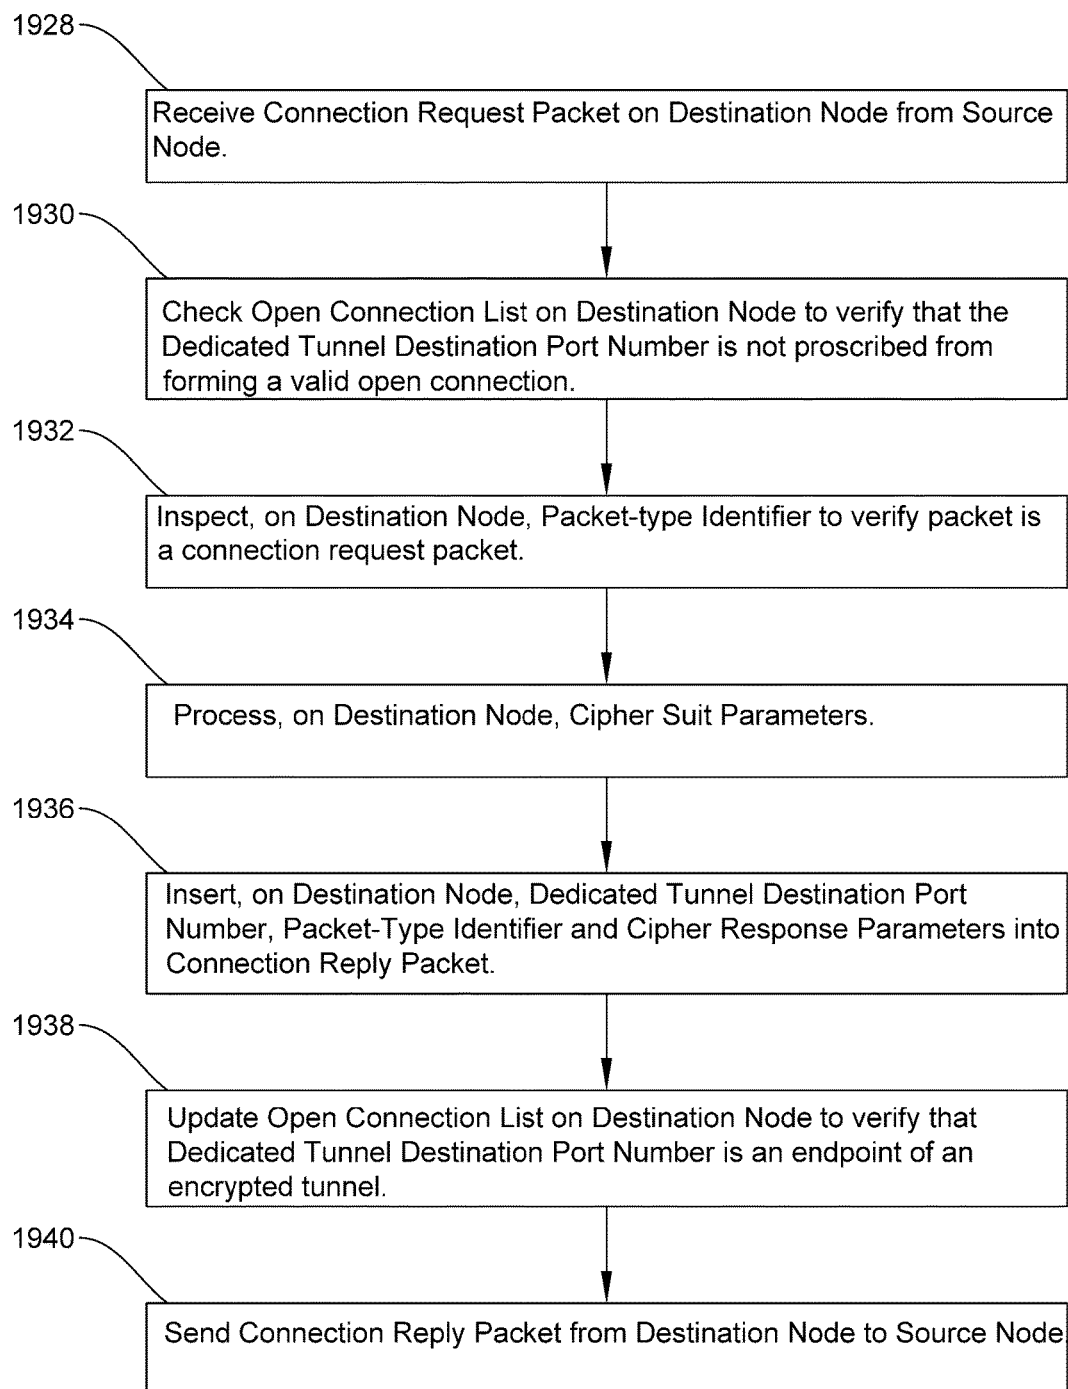 1928
Receive Connection Request Packet on Destination Node from Source
Node.
1930
Check Open Connection List on Destination Node to verify that the
Dedicated Tunnel Destination Port Number is not proscribed from
forming a valid open connection.
1932
Inspect, on Destination Node, Packet-type Identifier to verify packet is
a connection request packet.
1934
Process, on Destination Node, Cipher Suit Parameters.
1936
Insert, on Destination Node, Dedicated Tunnel Destination Port
Number, Packet-Type Identifier and Cipher Response Parameters into
Connection Reply Packet.
1938
Update Open Connection List on Destination Node to verify that
Dedicated Tunnel Destination Port Number is an endpoint of an
encrypted tunnel.
1940
Send Connection Reply Packet from Destination Node to Source Node